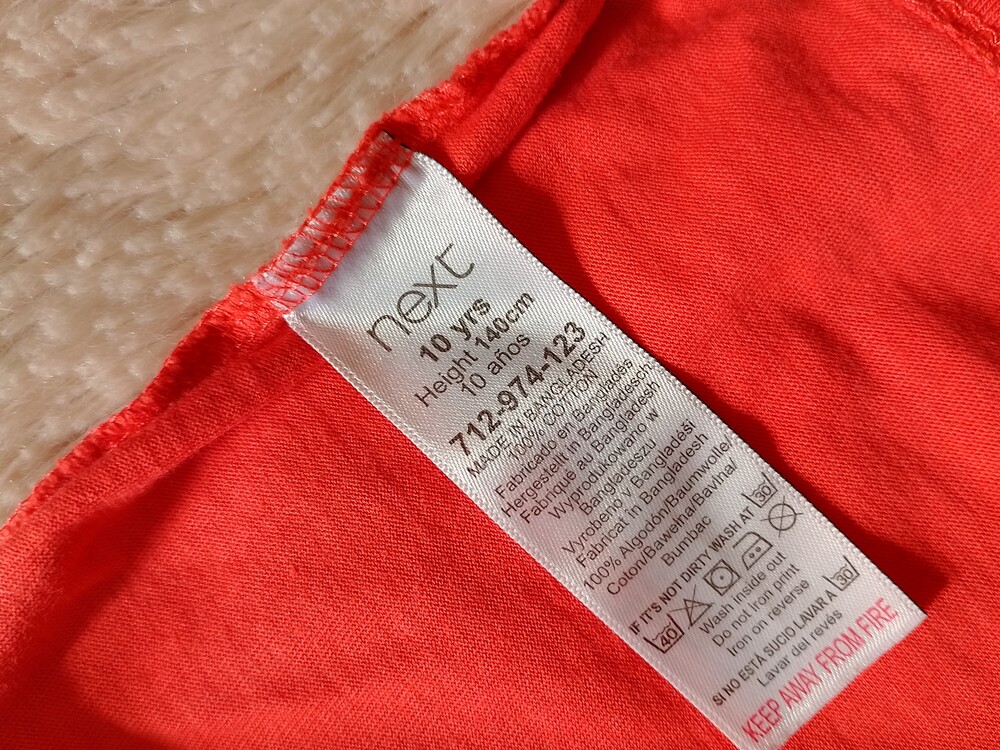 next
10 yrs
Height 140cm
10 años
712-974-123
MADE IN BANGLADESH
100% COTTON
Fabricado en Bangladés
Hergestellt in Bangladesch
Fabriqué au Bangladesh
Wyprodukowano w
Bangladeszu
Vyrobeno v Bangladéši
Fabricat in Bangladesh
100% Algodón/Baumwolle/
Coton/Bawełna/Bavlna/
Bumbac
IF IT'S NOT DIRTY WASH AT 30
40
Wash inside out
Do not iron print
Iron on reverse
SI NO ESTÁ SUCIO LAVAR A 30
Lavar del revés
KEEP AWAY FROM FIRE